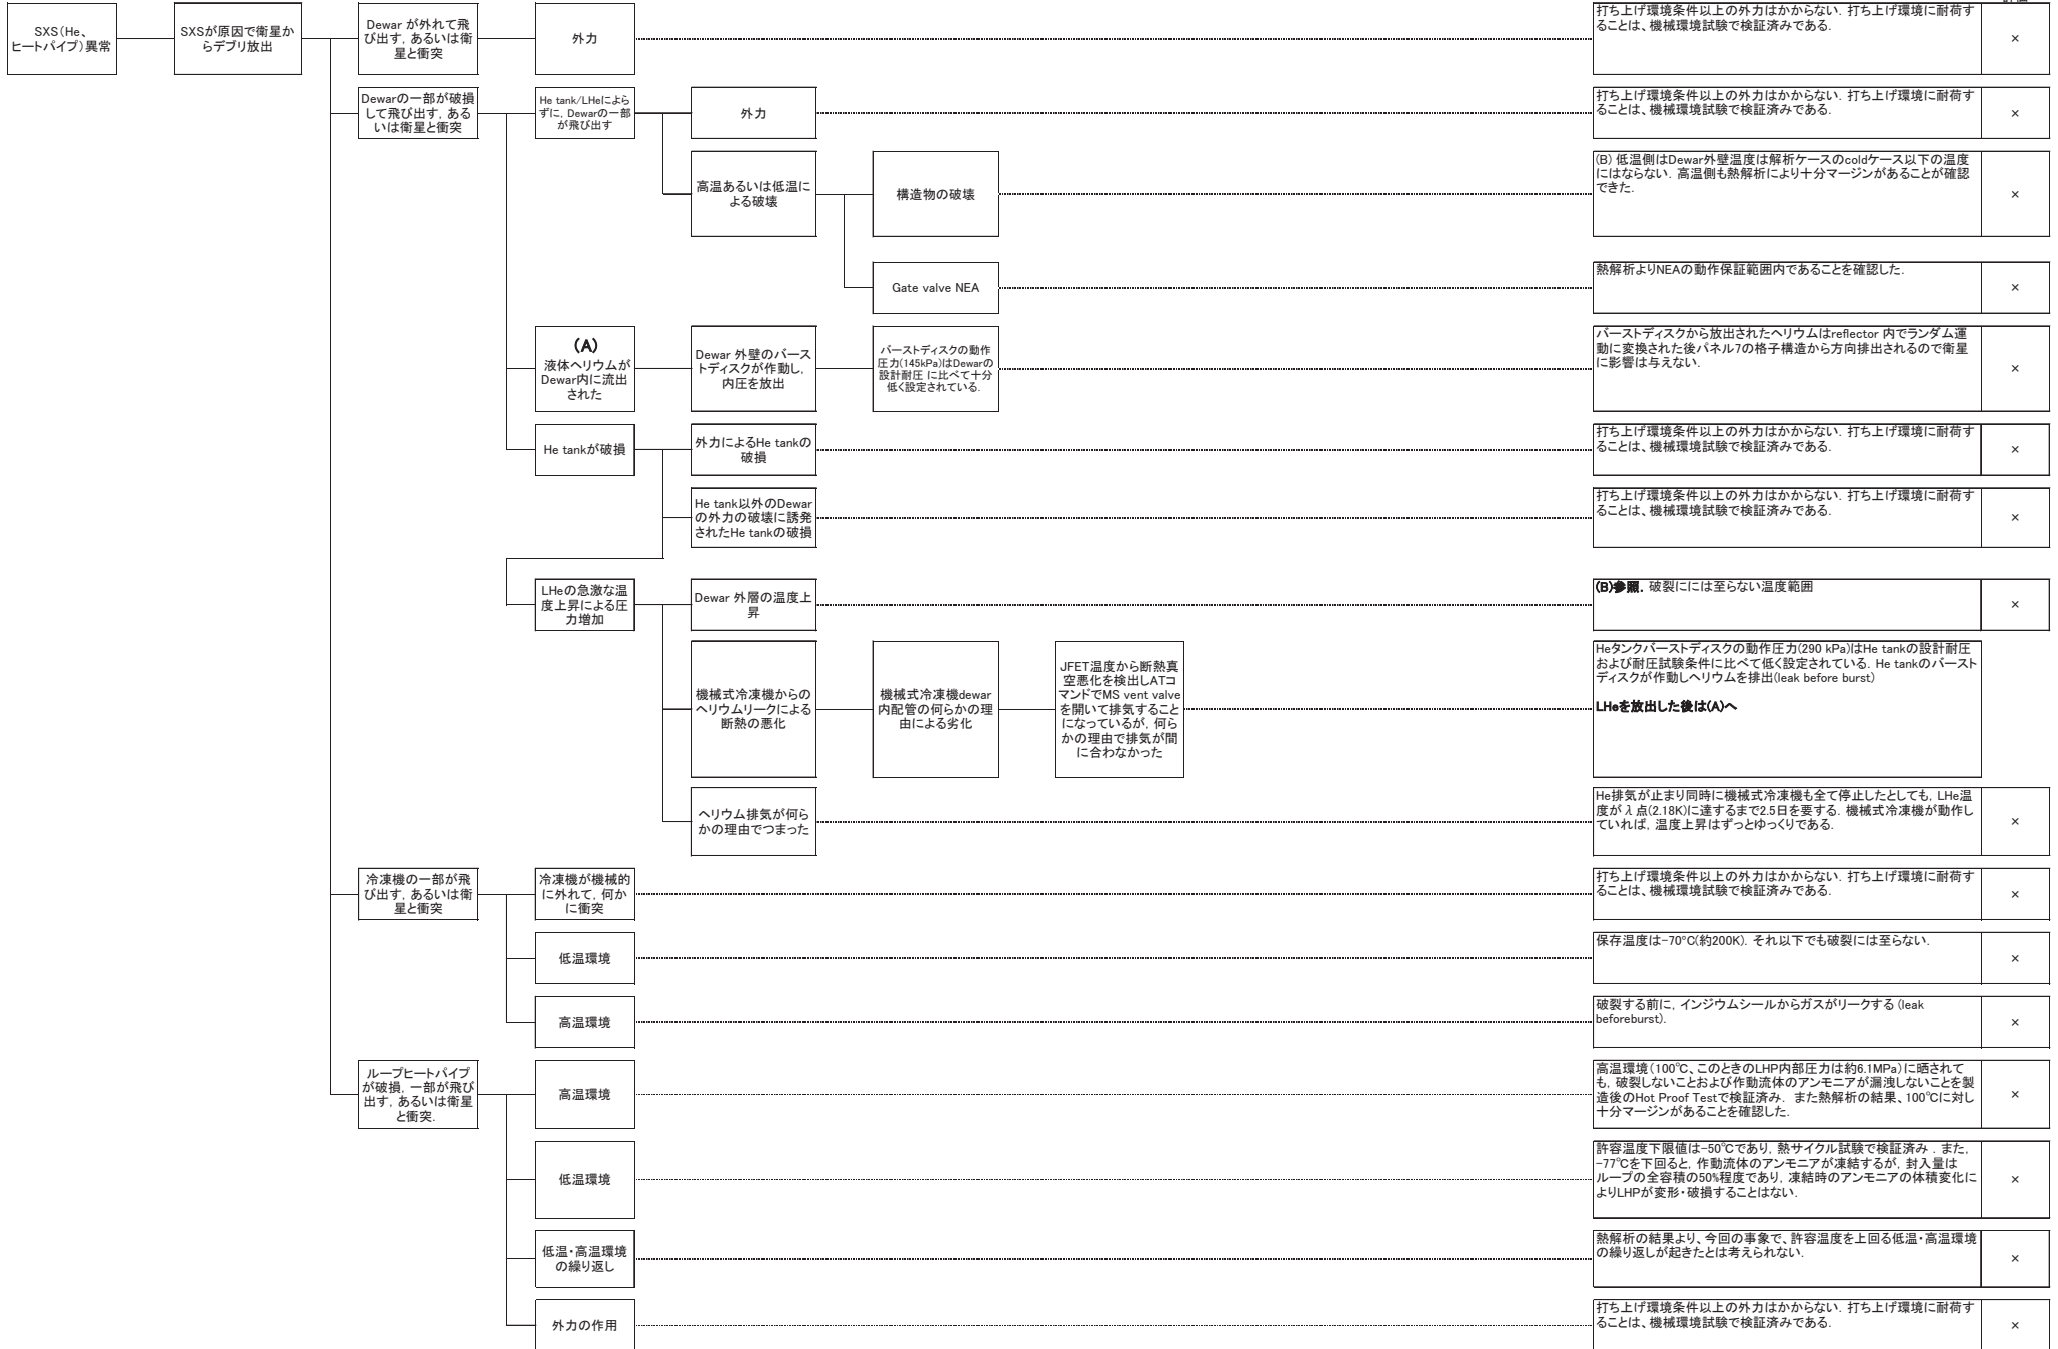 SXS(He、
ヒートパイプ)異常
SXSが原因で衛星か
らデブリ放出
Dewar が外れて飛
び出す, あるいは衛
星と衝突
外力
打ち上げ環境条件以上の外力はかからない. 打ち上げ環境に耐荷す
ることは、機械環境試験で検証済みである.
×
Dewarの一部が破損
して飛び出す, ある
いは衛星と衝突
He tank/LHeによら
ずに, Dewarの一部
が飛び出す
外力
打ち上げ環境条件以上の外力はかからない. 打ち上げ環境に耐荷す
ることは、機械環境試験で検証済みである.
×
高温あるいは低温に
よる破壊
構造物の破壊
(B) 低温側はDewar外壁温度は解析ケースのcoldケース以下の温度
にはならない. 高温側も熱解析により十分マージンがあることが確認
できた.
×
Gate valve NEA
熱解析よりNEAの動作保証範囲内であることを確認した.
×
(A)
液体ヘリウムが
Dewar内に流出
された
Dewar 外壁のバース
トディスクが作動し,
内圧を放出
バーストディスクの動作
圧力(145kPa)はDewarの
設計耐圧 に比べて十分
低く設定されている.
バーストディスクから放出されたヘリウムはreflector 内でランダム運
動に変換された後パネル7の格子構造から方向排出されるので衛星
に影響は与えない.
×
He tankが破損
外力によるHe tankの
破損
打ち上げ環境条件以上の外力はかからない. 打ち上げ環境に耐荷す
ることは、機械環境試験で検証済みである.
×
He tank以外のDewar
の外力の破壊に誘発
されたHe tankの破損
打ち上げ環境条件以上の外力はかからない. 打ち上げ環境に耐荷す
ることは、機械環境試験で検証済みである.
×
LHeの急激な温
度上昇による圧
力増加
Dewar 外層の温度上
昇
(B)参照. 破裂にには至らない温度範囲
×
機械式冷凍機からの
ヘリウムリークによる
断熱の悪化
機械式冷凍機dewar
内配管の何らかの理
由による劣化
JFET温度から断熱真
空悪化を検出しATコ
マンドでMS vent valve
を開いて排気すること
になっているが, 何ら
かの理由で排気が間
に合わなかった
Heタンクバーストディスクの動作圧力(290 kPa)はHe tankの設計耐圧
および耐圧試験条件に比べて低く設定されている. He tankのバースト
ディスクが作動しヘリウムを排出(leak before burst)
LHeを放出した後は(A)へ
ヘリウム排気が何ら
かの理由でつまった
He排気が止まり同時に機械式冷凍機も全て停止したとしても, LHe温
度が λ 点(2.18K)に達するまで2.5日を要する. 機械式冷凍機が動作し
ていれば, 温度上昇はずっとゆっくりである.
×
冷凍機の一部が飛
び出す, あるいは衛
星と衝突
冷凍機が機械的
に外れて, 何か
に衝突
打ち上げ環境条件以上の外力はかからない. 打ち上げ環境に耐荷す
ることは、機械環境試験で検証済みである.
×
低温環境
保存温度は-70°C(約200K). それ以下でも破裂には至らない.
×
高温環境
破裂する前に, インジウムシールからガスがリークする (leak
beforeburst).
×
ループヒートパイプ
が破損, 一部が飛び
出す, あるいは衛星
と衝突.
高温環境
高温環境(100℃、このときのLHP内部圧力は約6.1MPa)に晒されて
も, 破裂しないことおよび作動流体のアンモニアが漏洩しないことを製
造後のHot Proof Testで検証済み. また熱解析の結果、100℃に対し
十分マージンがあることを確認した.
×
低温環境
許容温度下限値は-50℃であり, 熱サイクル試験で検証済み . また,
-77℃を下回ると, 作動流体のアンモニアが凍結するが, 封入量は
ループの全容積の50%程度であり, 凍結時のアンモニアの体積変化に
よりLHPが変形・破損することはない.
×
低温・高温環境
の繰り返し
熱解析の結果より、今回の事象で、許容温度を上回る低温・高温環境
の繰り返しが起きたとは考えられない.
×
外力の作用
打ち上げ環境条件以上の外力はかからない. 打ち上げ環境に耐荷す
ることは、機械環境試験で検証済みである.
×